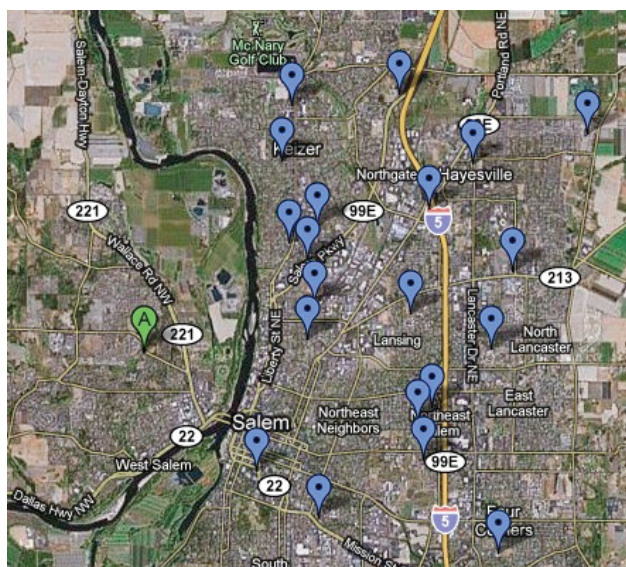 Mc Nary
Golf Club
Portland Rd NE
Salem-Dayton Hwy
Keizer
Northgate
Hayesville
221
99E
5
Wallace Rd NW
213
A
221
Liberty St NE
Lansing
Lancaster Dr NE
North
Lancaster
Salem
Northeast
Neighbors
Northeast
Salem
East
Lancaster
22
99E
West Salem
22
Dallas Hwy NW
5
Four
Corners
South
Mission St